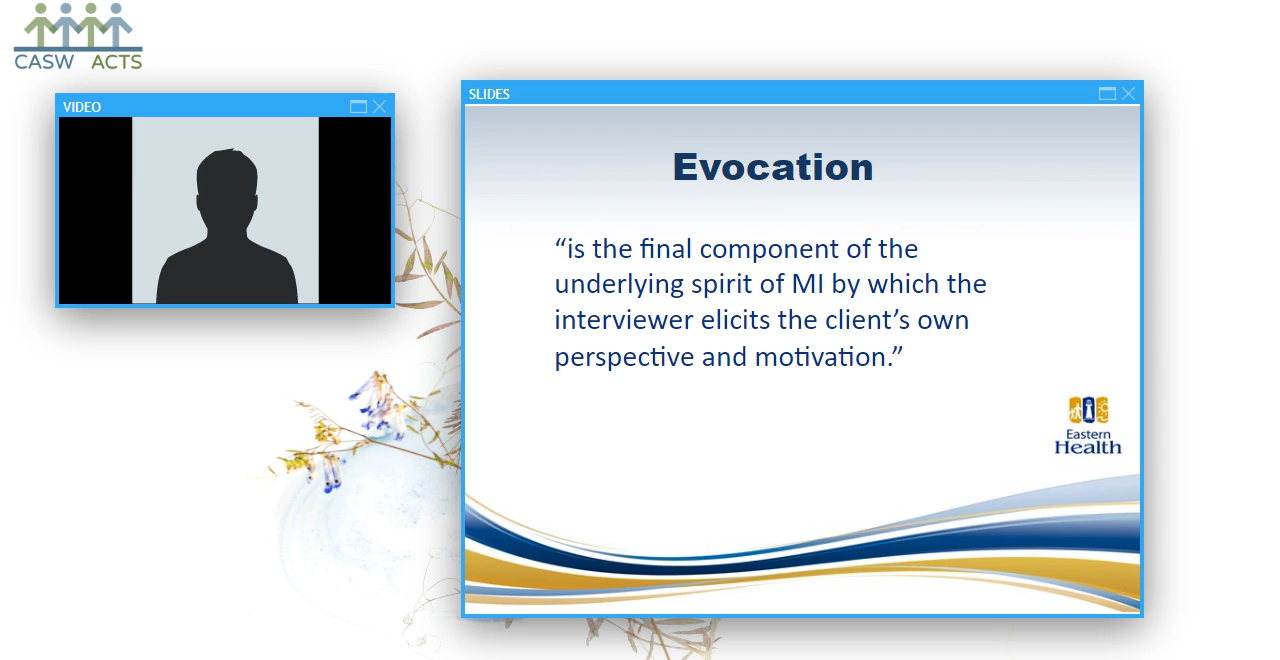 CASW ACTS
VIDEO
SLIDES
Evocation
“is the final component of the
underlying spirit of MI by which the
interviewer elicits the client’s own
perspective and motivation.”
Eastern
Health